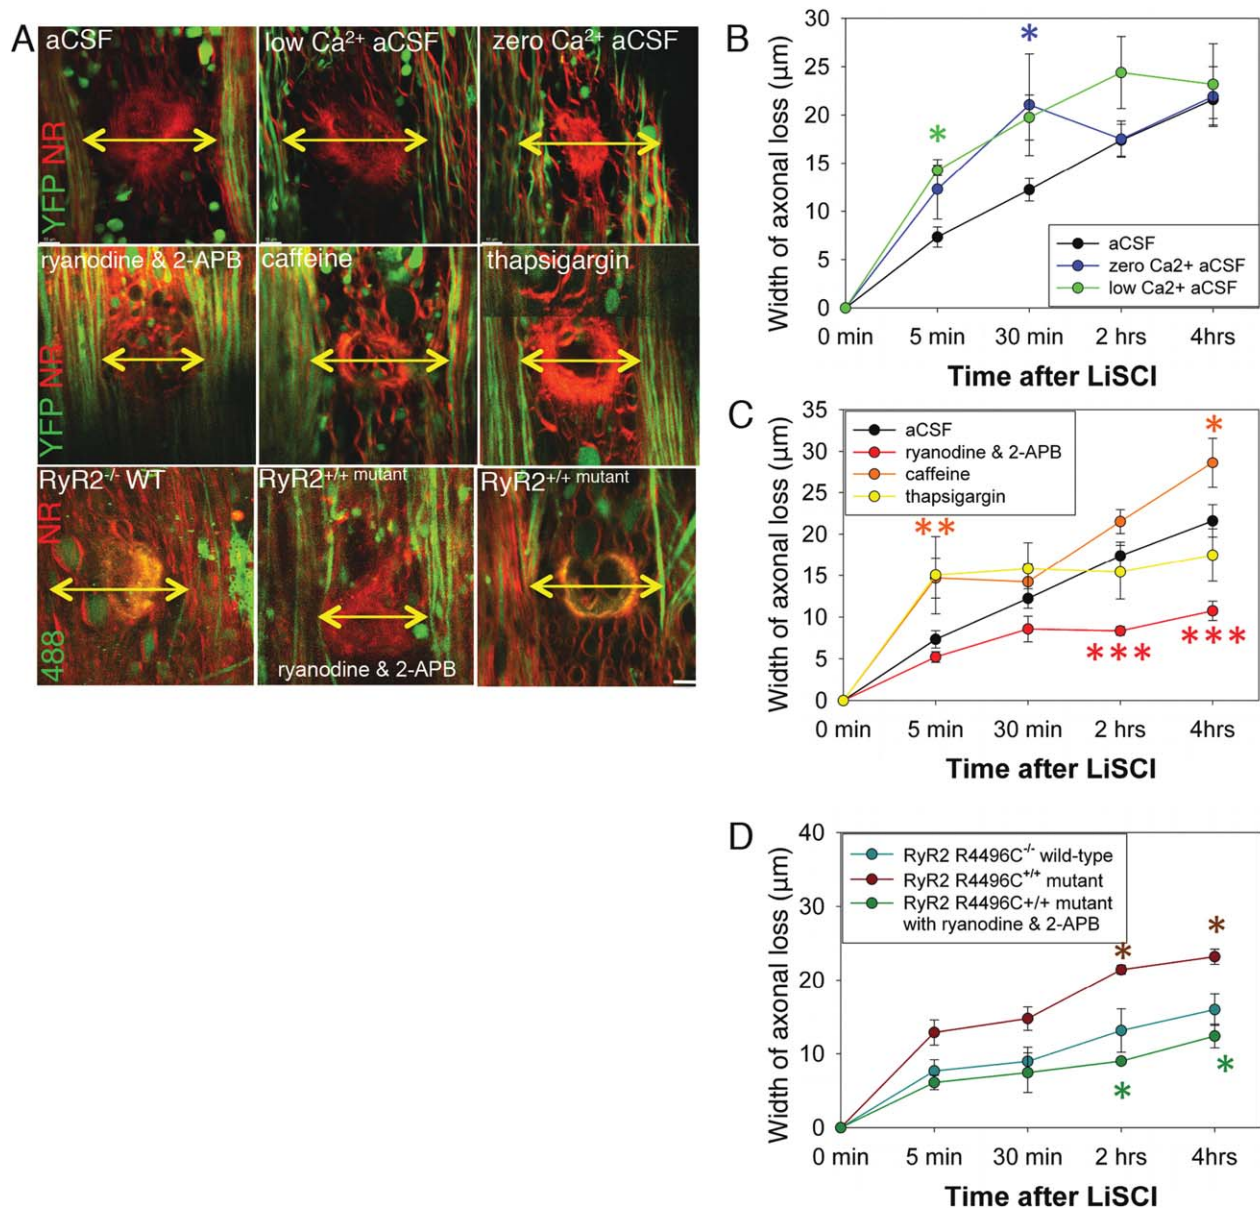 A
aCSF
low Ca²⁺ aCSF
zero Ca²⁺ aCSF
YFP NR
ryanodine & 2-APB
caffeine
thapsigargin
YFP NR
RyR2⁻/⁻ WT
RyR2⁺/⁺ ᵐᵘᵗᵃⁿᵗ
RyR2⁺/⁺ ᵐᵘᵗᵃⁿᵗ
488 NR
ryanodine & 2-APB
B
Width of axonal loss (µm)
30
25
20
15
10
5
0
*
*
aCSF
zero Ca2+ aCSF
low Ca2+ aCSF
0 min 5 min 30 min 2 hrs 4hrs
Time after LiSCI
C
Width of axonal loss (µm)
35
30
25
20
15
10
5
0
aCSF
ryanodine & 2-APB
caffeine
thapsigargin
*
**
***
***
0 min 5 min 30 min 2 hrs 4hrs
Time after LiSCI
D
Width of axonal loss (µm)
40
30
20
10
0
RyR2 R4496C⁻/⁻ wild-type
RyR2 R4496C⁺/⁺ mutant
RyR2 R4496C+/+ mutant
with ryanodine & 2-APB
*
*
*
*
0 min 5 min 30 min 2 hrs 4hrs
Time after LiSCI